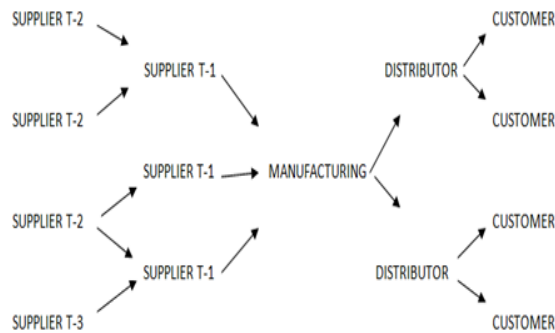 SUPPLIER T-2
CUSTOMER
SUPPLIER T-1
DISTRIBUTOR
SUPPLIER T-2
CUSTOMER
SUPPLIER T-1
MANUFACTURING
SUPPLIER T-2
CUSTOMER
SUPPLIER T-1
DISTRIBUTOR
SUPPLIER T-3
CUSTOMER